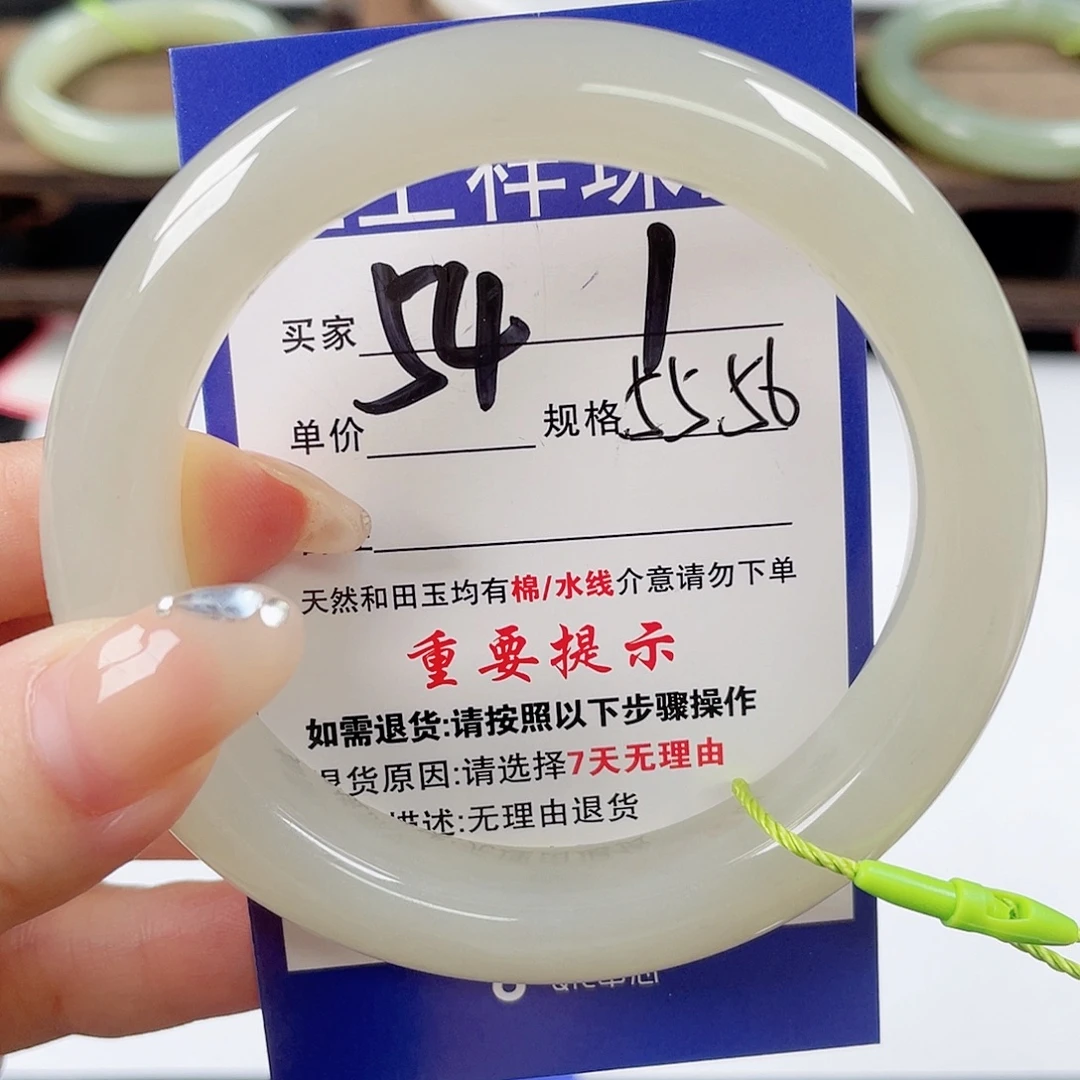 祥珠
买家 54 1
单价 规格 55.56
天然和田玉均有棉/水线介意请勿下单
重要提示
如需退货:请按照以下步骤操作
退货原因:请选择7天无理由
描述:无理由退货